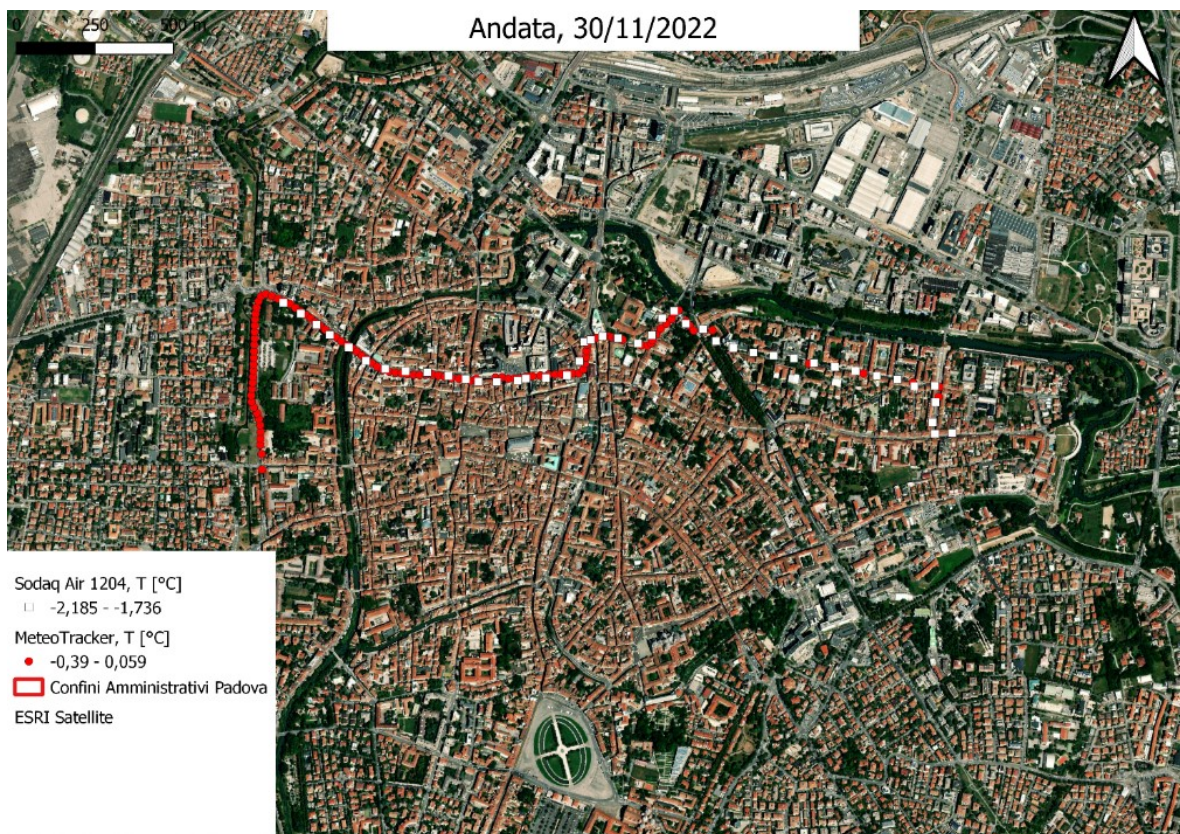 0 250 500 m
Andata, 30/11/2022
Sodaq Air 1204, T [°C]
-2,185 - -1,736
MeteoTracker, T [°C]
-0,39 - 0,059
Confini Amministrativi Padova
ESRI Satellite